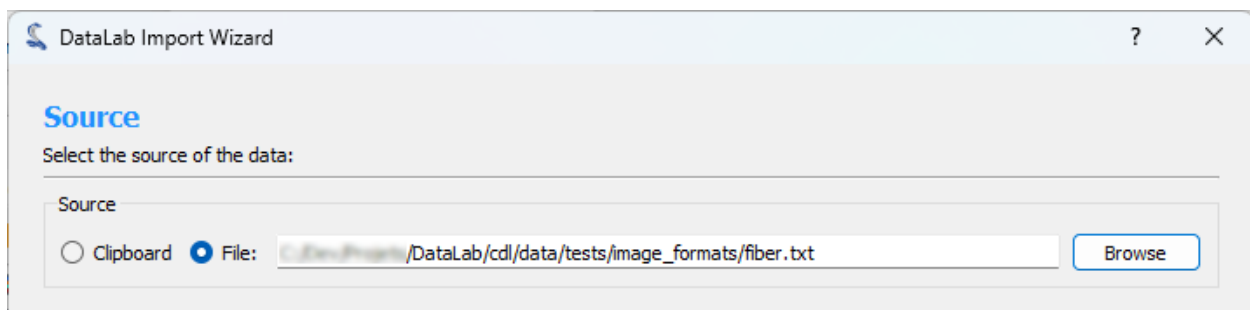 DataLab Import Wizard ?
Source
Select the source of the data:
Source
Clipboard File: /DataLab/cdl/data/tests/image_formats/fiber.txt Browse